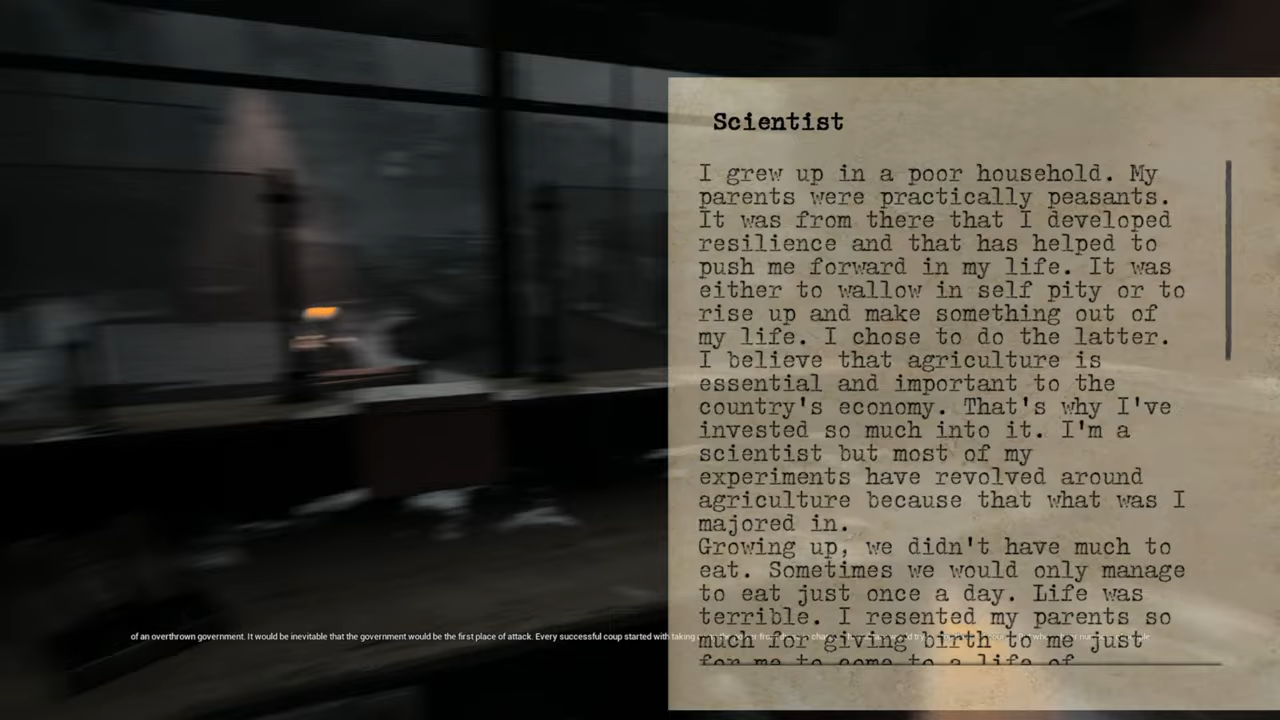 Scientist
I grew up in a poor household. My
parents were practically peasants.
It was from there that I developed
resilience and that has helped to
push me forward in my life. It was
either to wallow in self pity or to
rise up and make something out of
my life. I chose to do the latter.
I believe that agriculture is
essential and important to the
country's economy. That's why I've
invested so much into it. I'm a
scientist but most of my
experiments have revolved around
agriculture because that what was I
majored in.
Growing up, we didn't have much to
eat. Sometimes we would only manage
to eat just once a day. Life was
terrible. I resented my parents so
much for giving birth to me just
for me to come to a life of
of an overthrown government. It would be inevitable that the government would be the first place of attack. Every successful coup started with taking